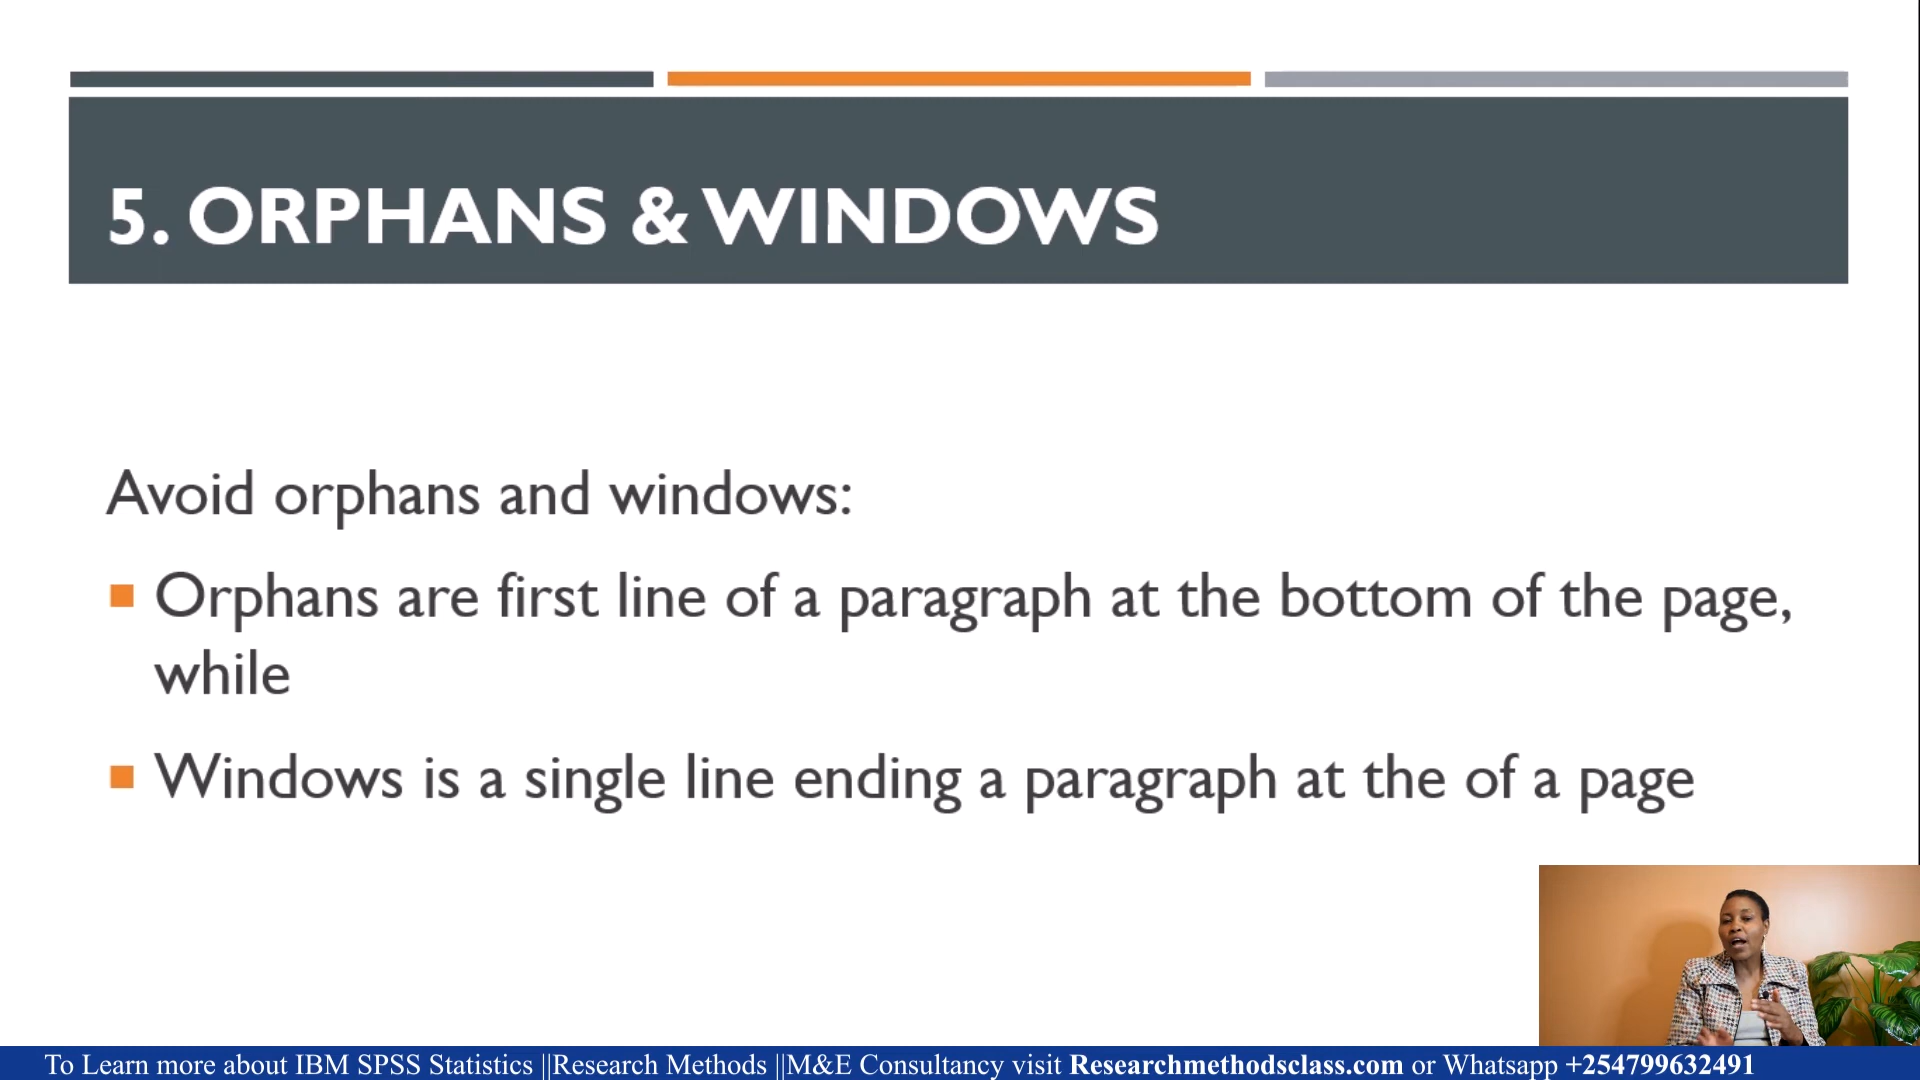 5. ORPHANS & WINDOWS
Avoid orphans and windows:
Orphans are first line of a paragraph at the bottom of the page,
while
Windows is a single line ending a paragraph at the of a page
To Learn more about IBM SPSS Statistics ||Research Methods ||M&E Consultancy visit Researchmethodsclass.com or Whatsapp +254799632491